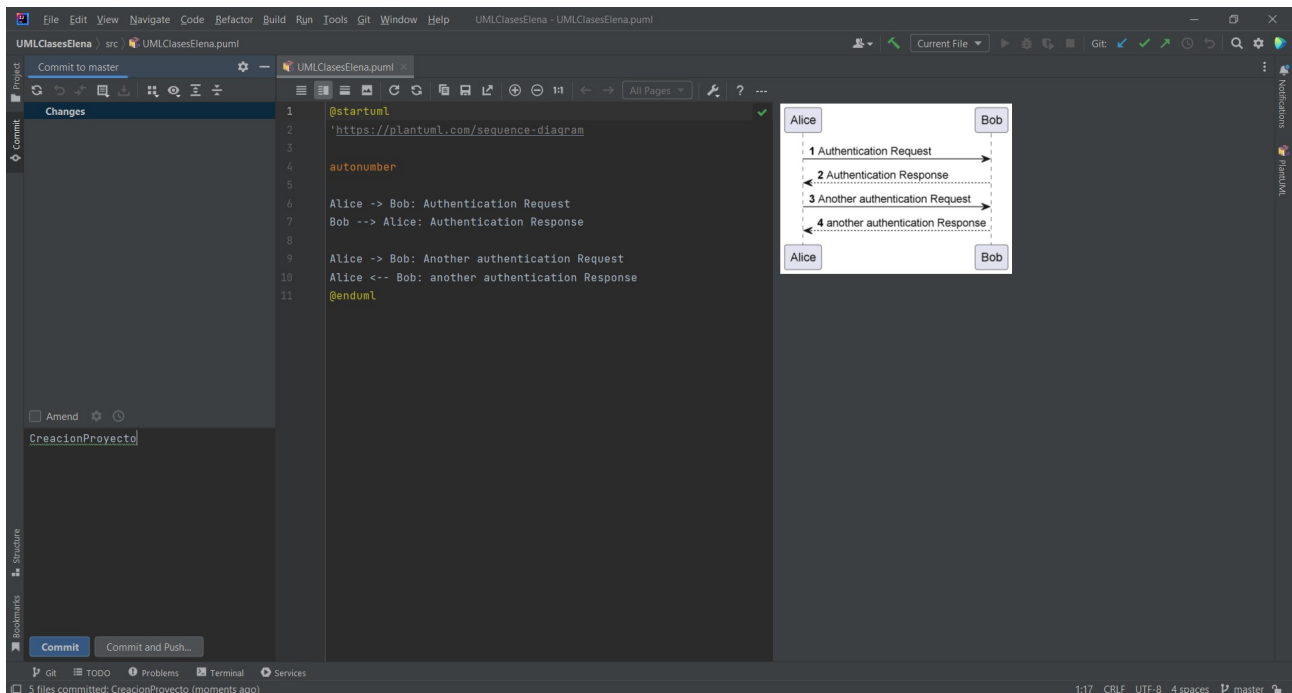 File Edit View Navigate Code Refactor Build Run Tools Git Window Help UMLClasesElena - UMLClasesElena.puml
UMLClasesElena src UMLClasesElena.puml Current File Git:
Project
Commit
Structure
Bookmarks
Commit to master
Changes
Amend
CreacionProyecto
Commit Commit and Push...
UMLClasesElena.puml
1:1 All Pages ? ...
1 @startuml
2 'https://plantuml.com/sequence-diagram
3
4 autonumber
5
6 Alice -> Bob: Authentication Request
7 Bob --> Alice: Authentication Response
8
9 Alice -> Bob: Another authentication Request
10 Alice <-- Bob: another authentication Response
11 @enduml
Alice Bob
1 Authentication Request
2 Authentication Response
3 Another authentication Request
4 another authentication Response
Alice Bob
Notifications
PlantUML
Git TODO Problems Terminal Services
5 files committed: CreacionProyecto (moments ago) 1:17 CRLF UTF-8 4 spaces master